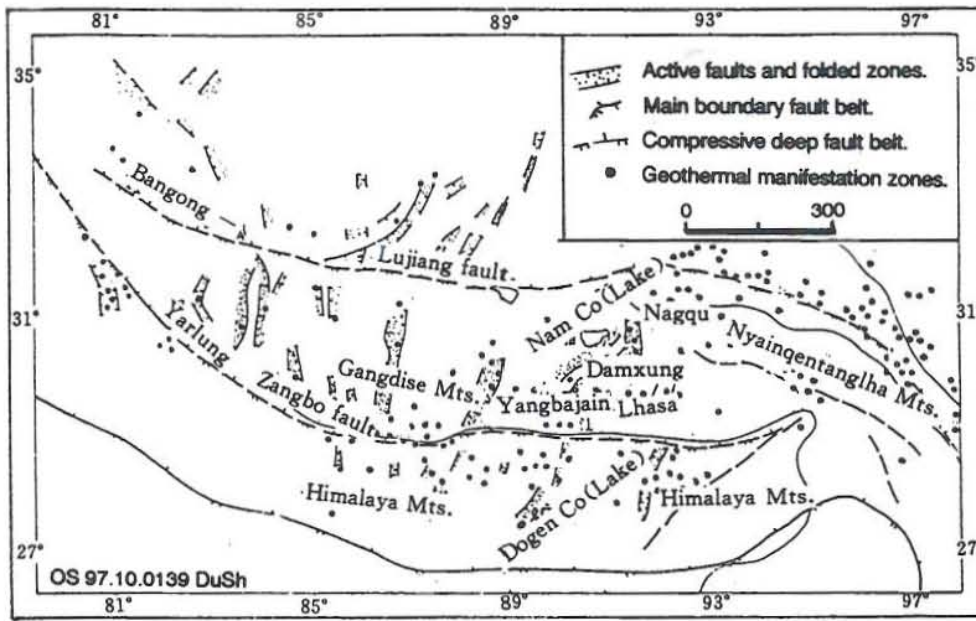 81° 85° 89° 93° 97°
35° 35°
Active faults and folded zones.
Main boundary fault belt.
Compressive deep fault belt.
Geothermal manifestation zones.
0 300
Bangong
Lujiang fault.
31° 31
Nam Co (Lake)
Nagqu
Nyainqentanglha Mts.
Yarlung
Zangbo fault.
Gangdise Mts.
Damxung
Yangbajain
Lhasa
Himalaya Mts.
Dogen Co (Lake)
Himalaya Mts.
27° 27°
OS 97.10.0139 DuSh
81° 85° 89° 93° 97°